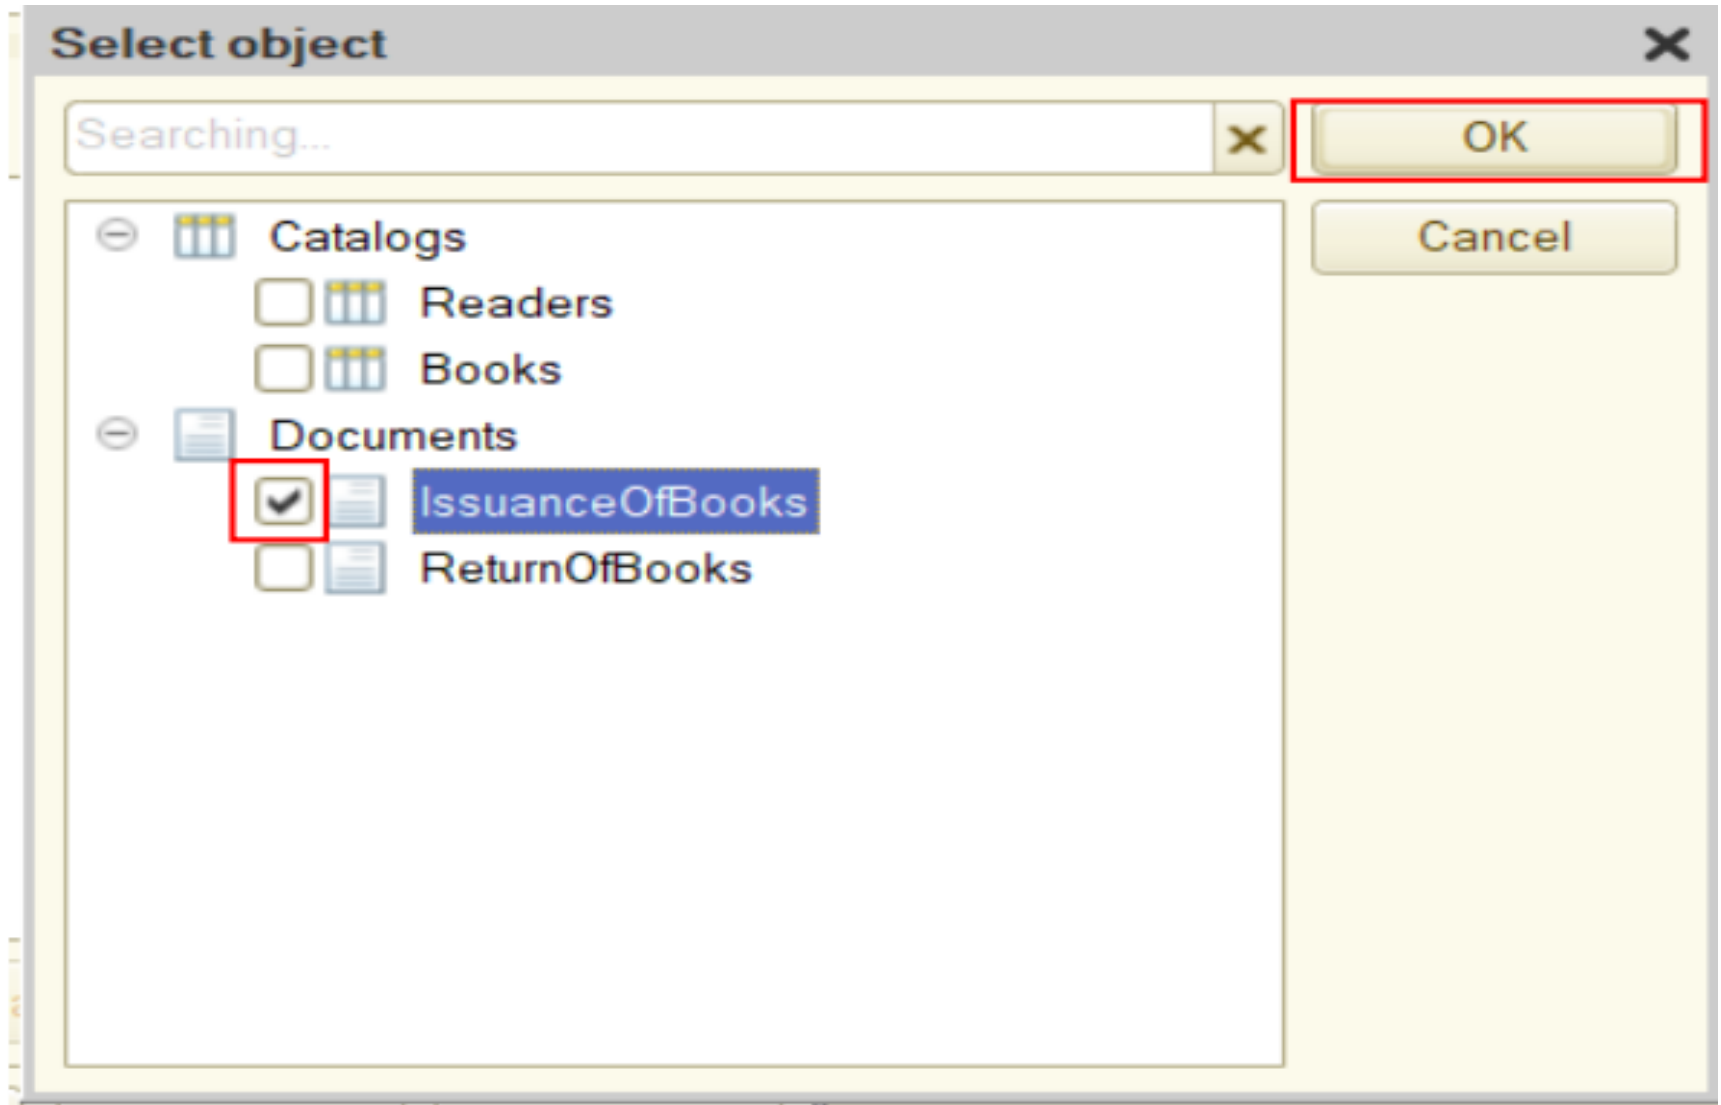 Select object
Searching...
OK
Catalogs
Cancel
Readers
Books
Documents
IssuanceOfBooks
ReturnOfBooks